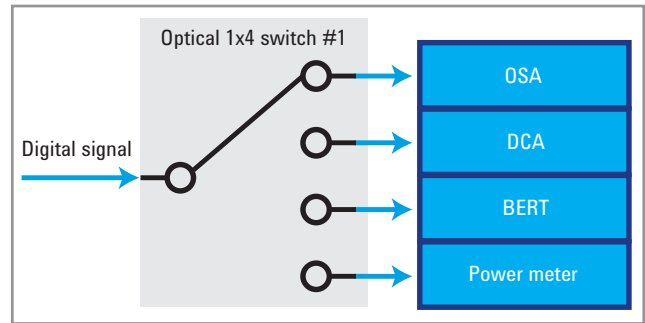 Optical 1x4 switch #1
OSA
Digital signal
DCA
BERT
Power meter